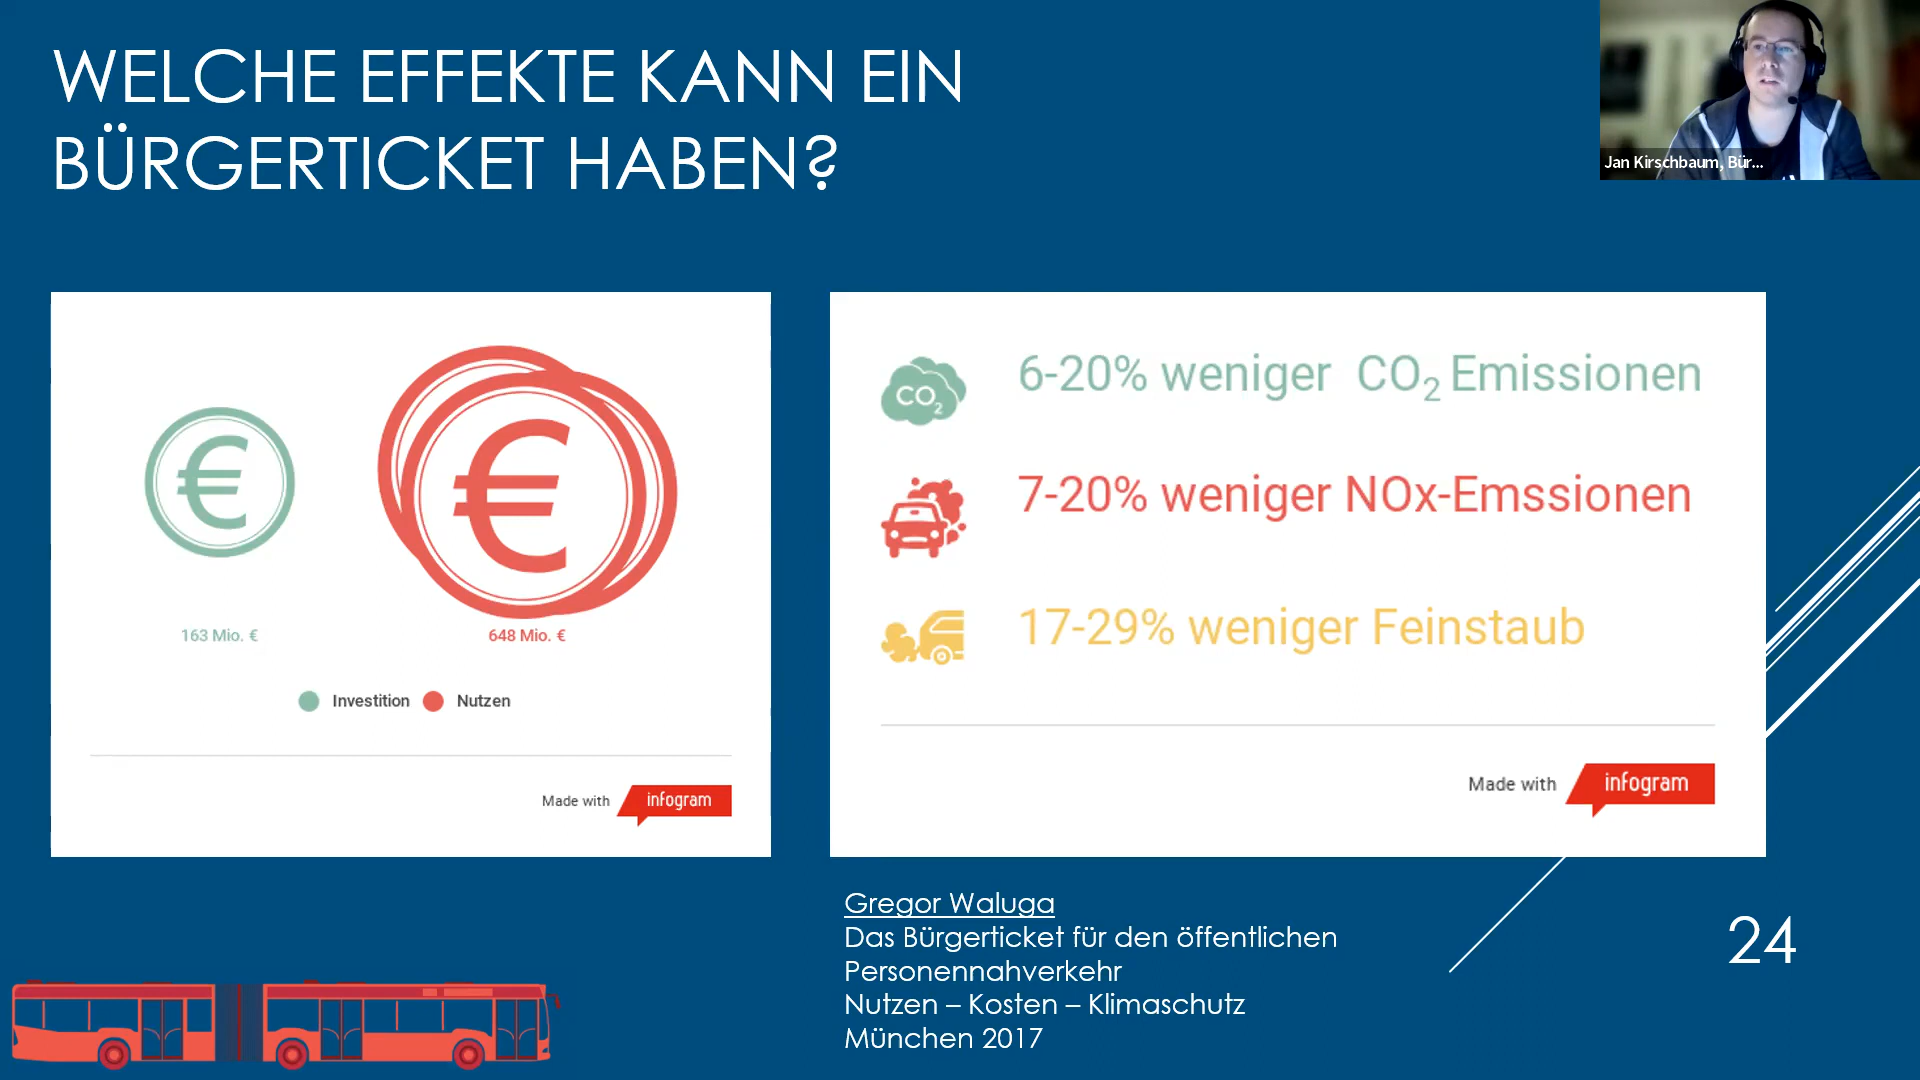 WELCHE EFFEKTE KANN EIN
BÜRGERTICKET HABEN?
Jan Kirschbaum, Bür...
€
€
163 Mio. €
648 Mio. €
Investition
Nutzen
Made with infogram
CO2
6-20% weniger CO2 Emissionen
7-20% weniger NOx-Emssionen
17-29% weniger Feinstaub
Made with infogram
Gregor Waluga
Das Bürgerticket für den öffentlichen
Personennahverkehr
Nutzen – Kosten – Klimaschutz
München 2017
24